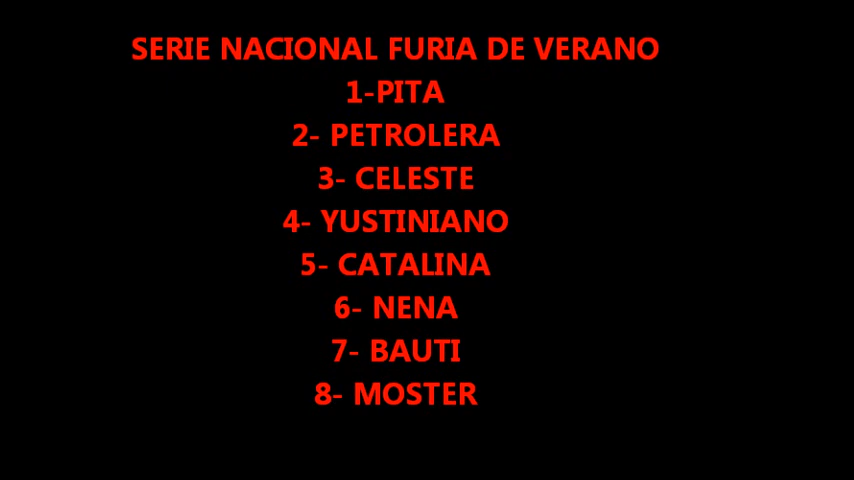 SERIE NACIONAL FURIA DE VERANO
1-PITA
2- PETROLERA
3- CELESTE
4- YUSTINIANO
5- CATALINA
6- NENA
7- BAUTI
8- MOSTER